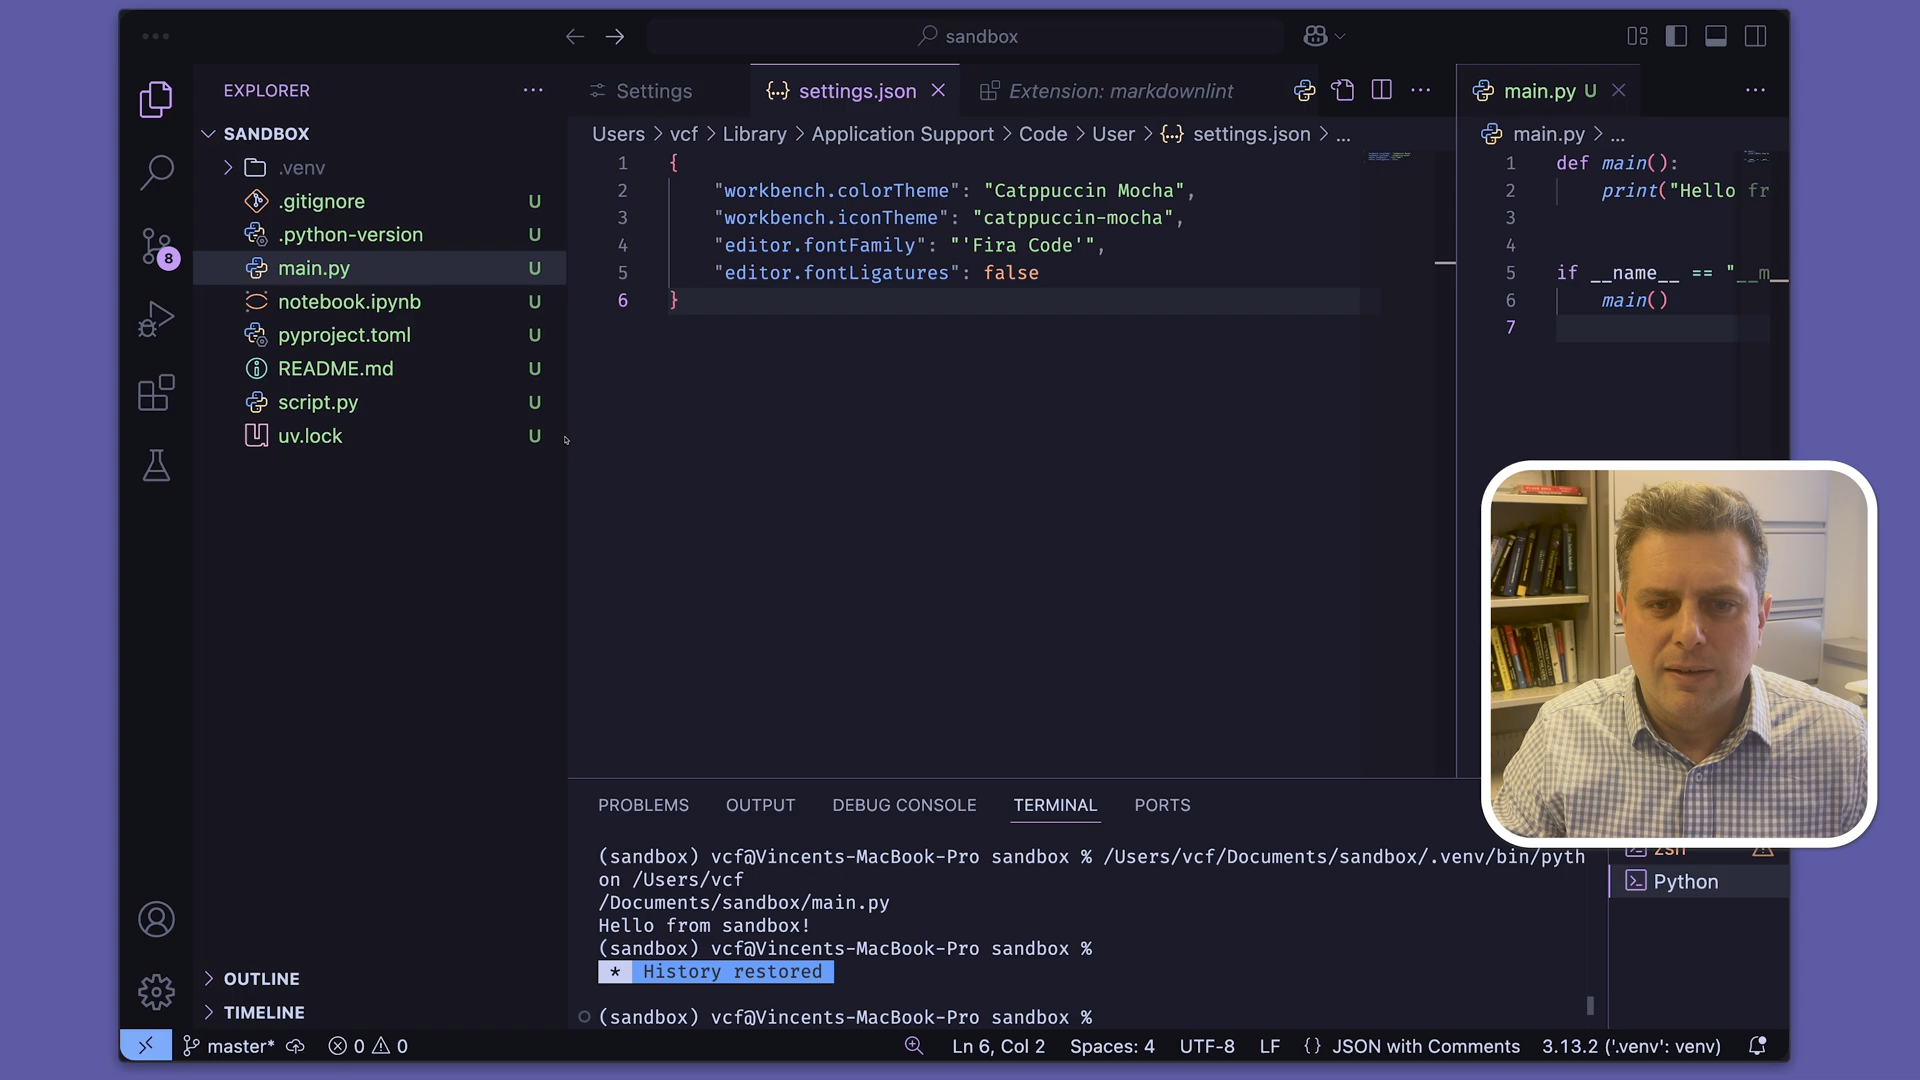 sandbox
EXPLORER
SANDBOX
.venv
.gitignore U
.python-version U
main.py U
notebook.ipynb U
pyproject.toml U
README.md U
script.py U
uv.lock U
8
OUTLINE
TIMELINE
Settings
settings.json
Extension: markdownlint
Users > vcf > Library > Application Support > Code > User > settings.json > ...
1 {
2 "workbench.colorTheme": "Catppuccin Mocha",
3 "workbench.iconTheme": "catppuccin-mocha",
4 "editor.fontFamily": "'Fira Code'",
5 "editor.fontLigatures": false
6 }
main.py U
main.py > ...
1 def main():
2 print("Hello fr
3
4
5 if __name__ == "__m
6 main()
7
PROBLEMS
OUTPUT
DEBUG CONSOLE
TERMINAL
PORTS
(sandbox) vcf@Vincents-MacBook-Pro sandbox % /Users/vcf/Documents/sandbox/.venv/bin/pyth
on /Users/vcf
/Documents/sandbox/main.py
Hello from sandbox!
(sandbox) vcf@Vincents-MacBook-Pro sandbox %
* History restored
(sandbox) vcf@Vincents-MacBook-Pro sandbox %
zsh
Python
master*
0 0
Ln 6, Col 2
Spaces: 4
UTF-8
LF
{} JSON with Comments
3.13.2 ('.venv': venv)